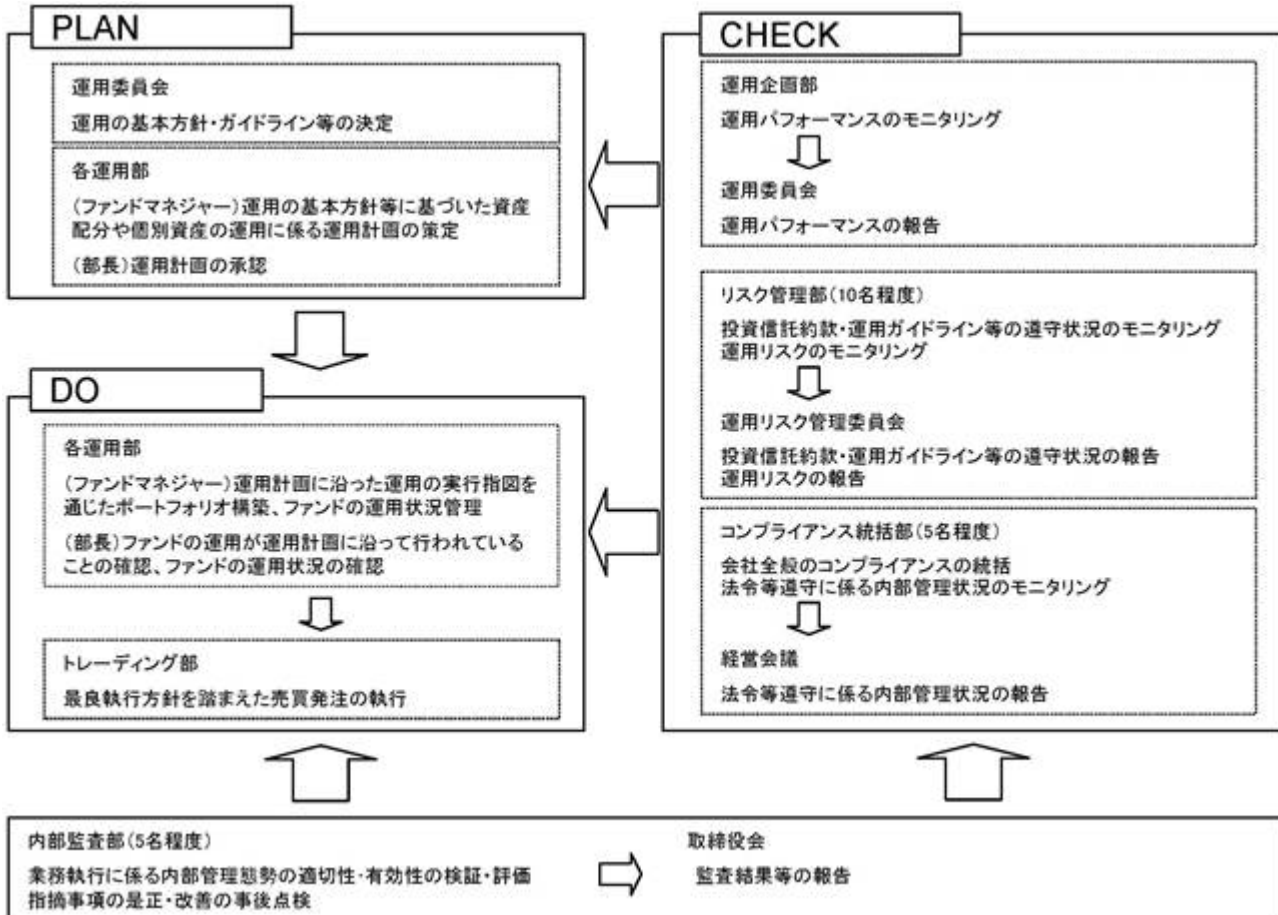 PLAN
運用委員会
運用の基本方針・ガイドライン等の決定
各運用部
(ファンドマネジャー)運用の基本方針等に基づいた資産
配分や個別資産の運用に係る運用計画の策定
(部長)運用計画の承認
DO
各運用部
(ファンドマネジャー)運用計画に沿った運用の実行指図を
通じたポートフォリオ構築、ファンドの運用状況管理
(部長)ファンドの運用が運用計画に沿って行われている
ことの確認、ファンドの運用状況の確認
トレーディング部
最良執行方針を踏まえた売買発注の執行
CHECK
運用企画部
運用パフォーマンスのモニタリング
運用委員会
運用パフォーマンスの報告
リスク管理部(10名程度)
投資信託約款・運用ガイドライン等の遵守状況のモニタリング
運用リスクのモニタリング
運用リスク管理委員会
投資信託約款・運用ガイドライン等の遵守状況の報告
運用リスクの報告
コンプライアンス統括部(5名程度)
会社全般のコンプライアンスの統括
法令等遵守に係る内部管理状況のモニタリング
経営会議
法令等遵守に係る内部管理状況の報告
内部監査部(5名程度)
業務執行に係る内部管理態勢の適切性・有効性の検証・評価
指摘事項の是正・改善の事後点検
取締役会
監査結果等の報告